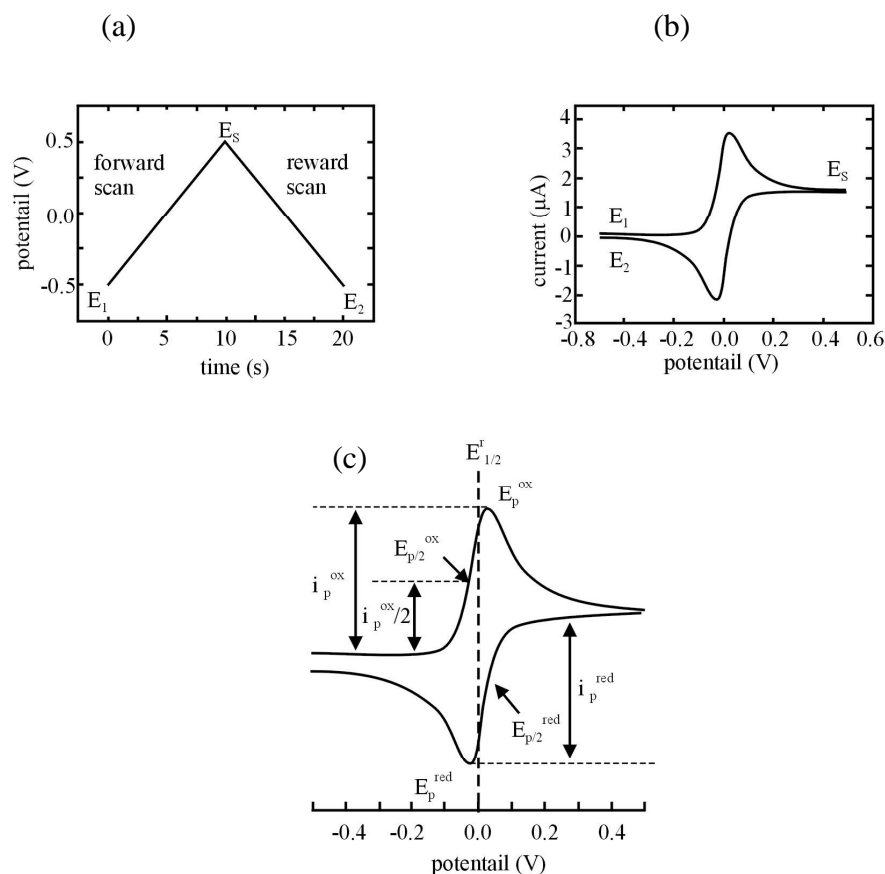 (a)
potentail (V)
0.5
0.0
-0.5
forward
scan
E_S
reward
scan
E_1
E_2
0 5 10 15 20
time (s)
(b)
current (μA)
4
3
2
1
0
-1
-2
-3
E_1
E_2
E_S
-0.8 -0.6 -0.4 -0.2 0.0 0.2 0.4 0.6
potentail (V)
(c)
E^r_1/2
E_p^ox
E_p/2^ox
i_p^ox
i_p^ox/2
i_p^red
E_p/2^red
E_p^red
-0.4 -0.2 0.0 0.2 0.4
potentail (V)